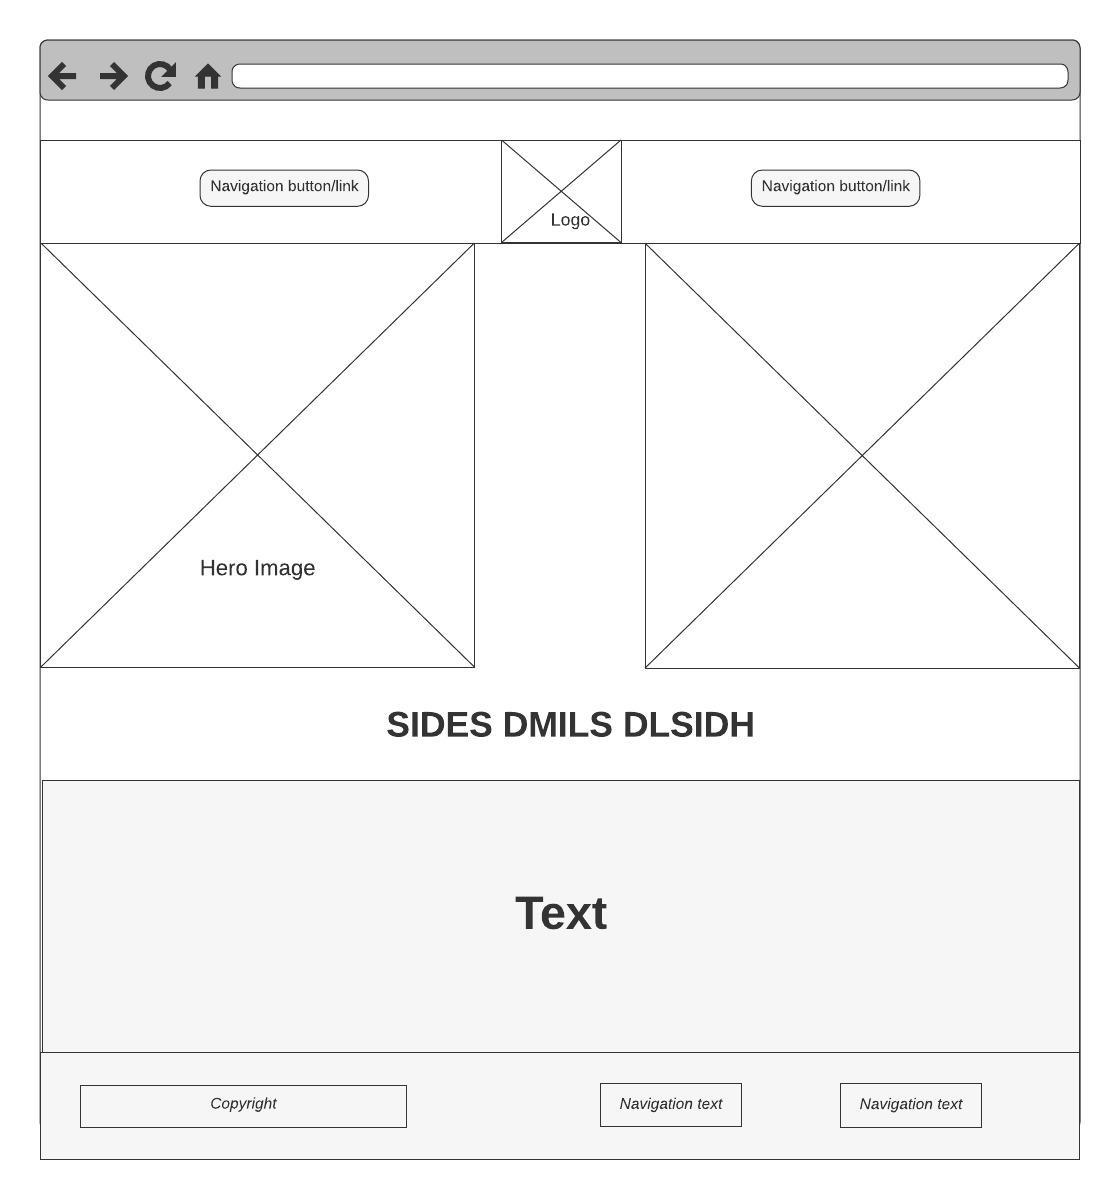 Navigation button/link
Logo
Navigation button/link
Hero Image
SIDES DMILS DLSIDH
Text
Copyright
Navigation text
Navigation text